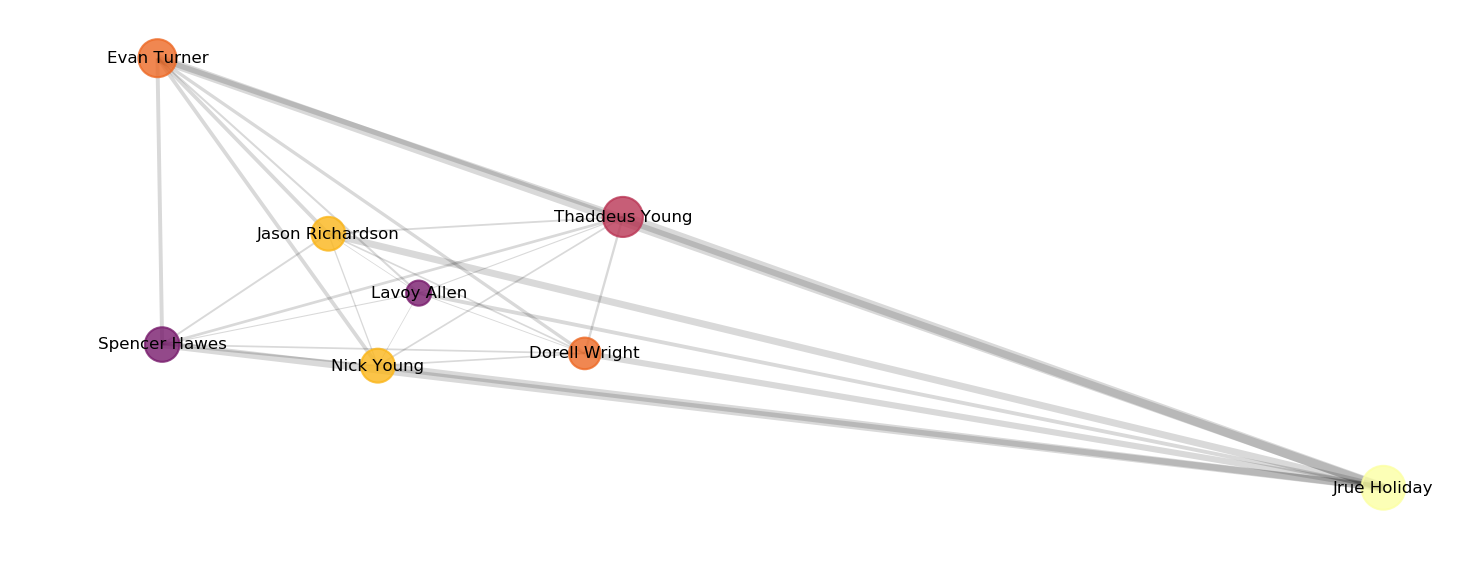 Evan Turner
Thaddeus Young
Jason Richardson
Lavoy Allen
Spencer Hawes
Dorell Wright
Nick Young
Jrue Holiday